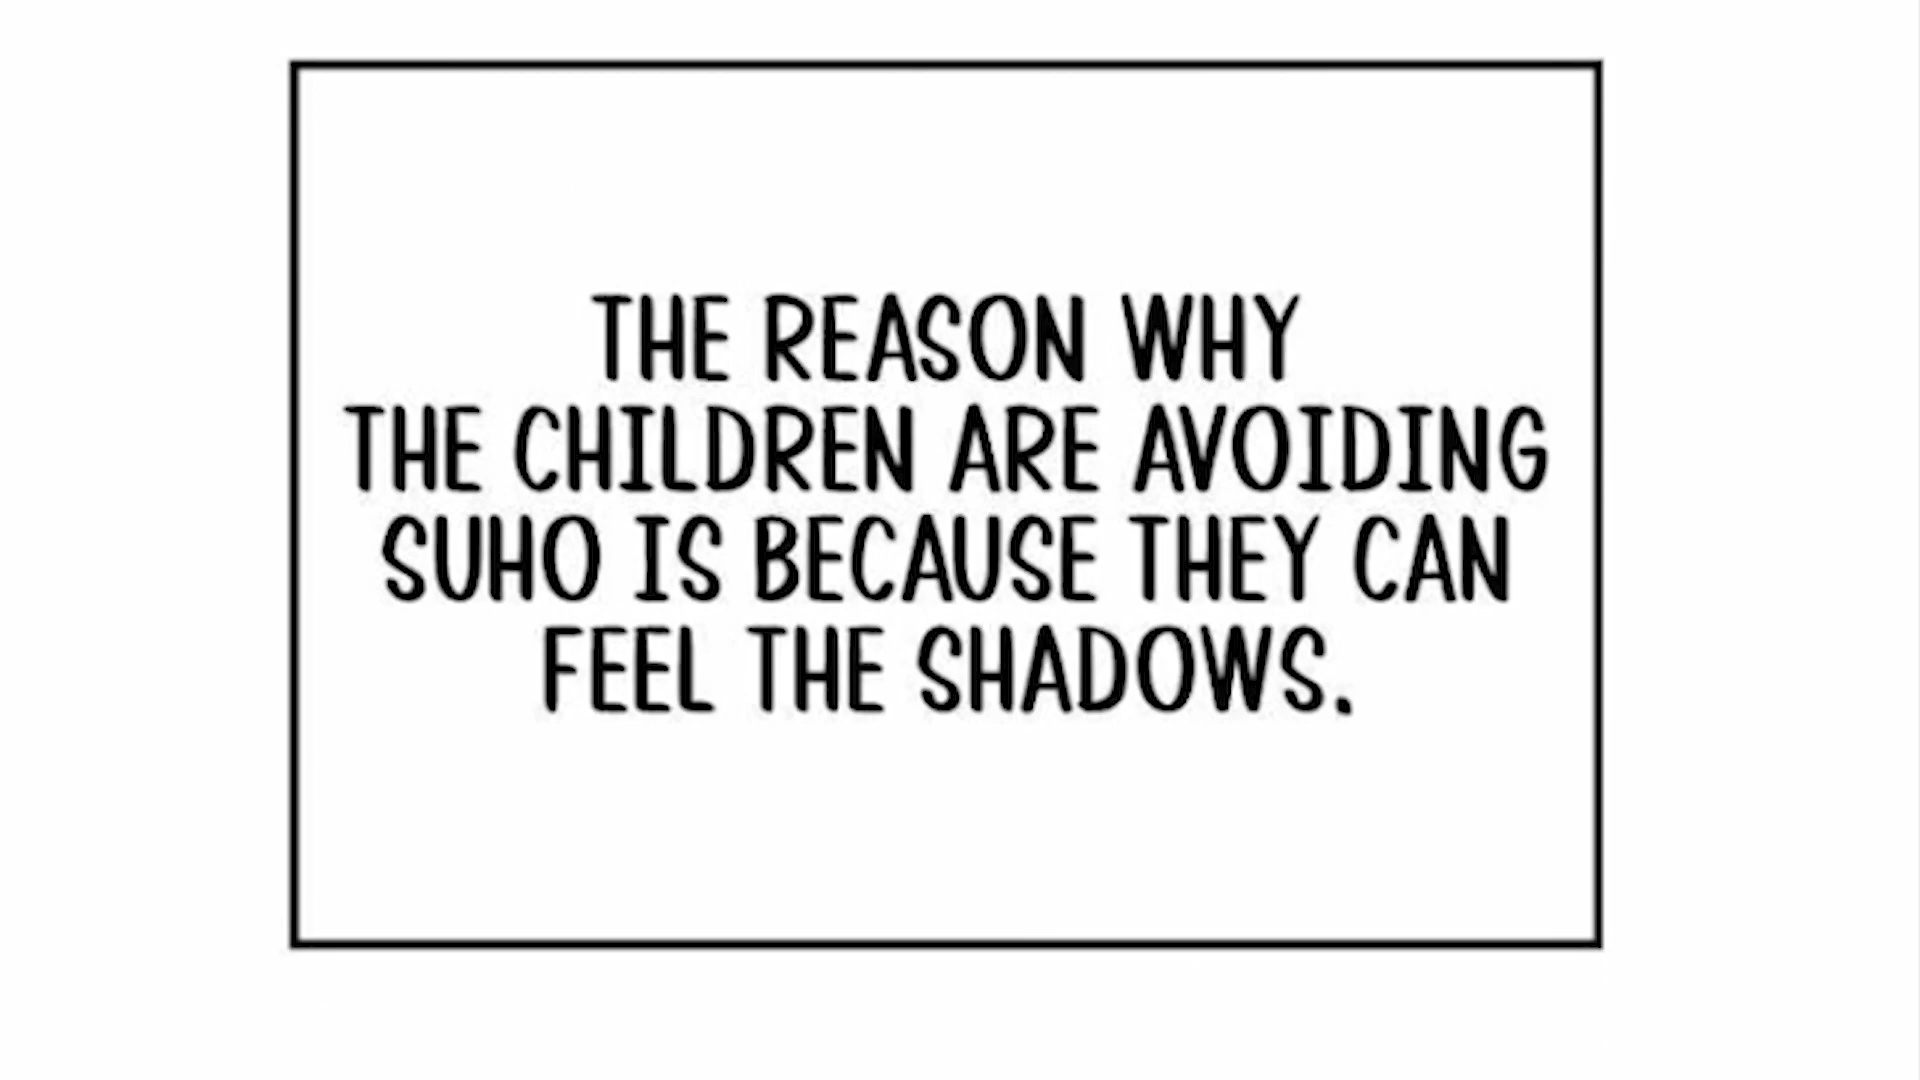 THE REASON WHY
THE CHILDREN ARE AVOIDING
SUHO IS BECAUSE THEY CAN
FEEL THE SHADOWS.